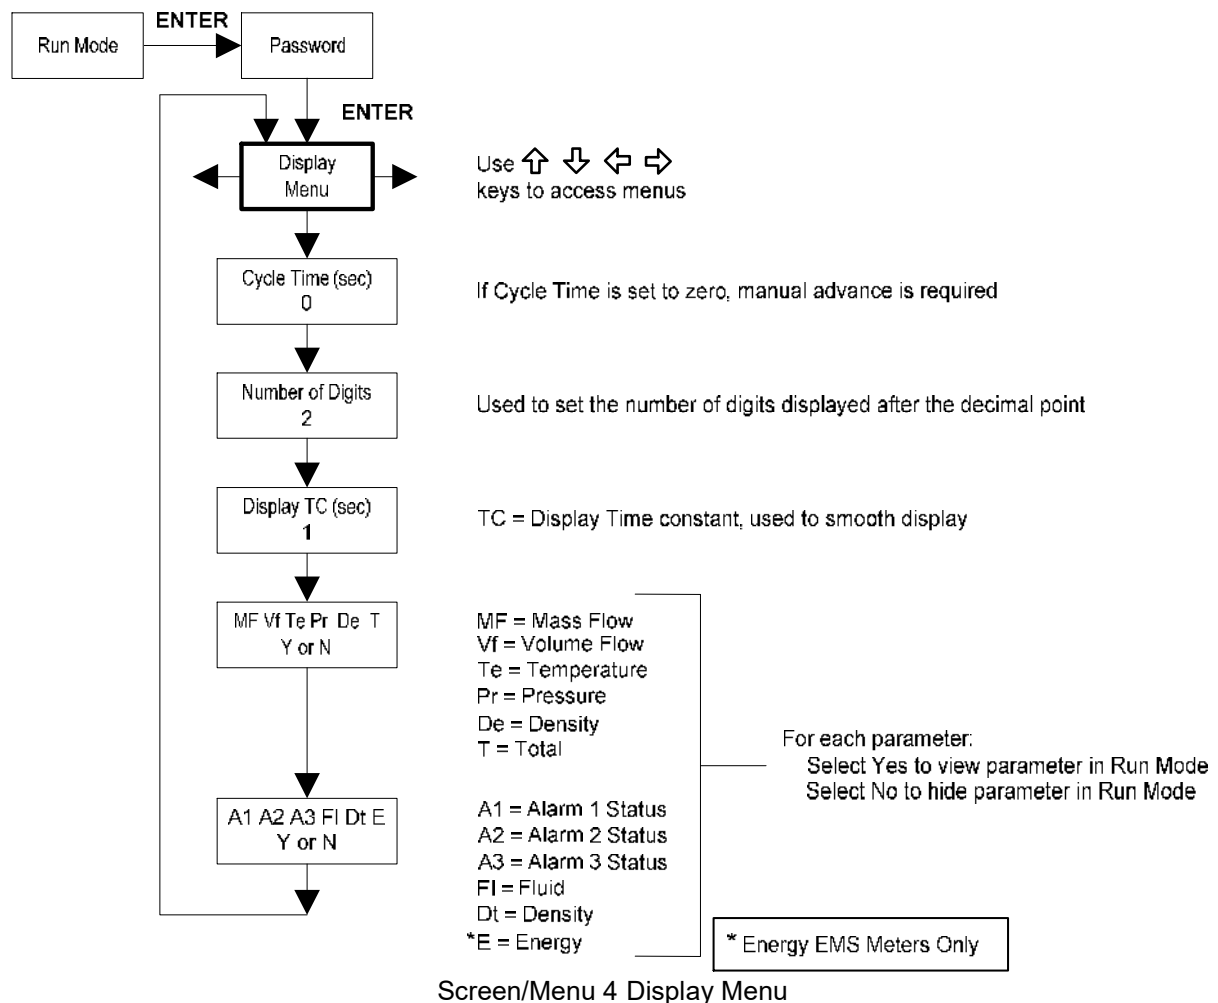 ENTER
Run Mode
Password
ENTER
Display
Menu
Use
keys to access menus
Cycle Time (sec)
0
If Cycle Time is set to zero, manual advance is required
Number of Digits
2
Used to set the number of digits displayed after the decimal point
Display TC (sec)
1
TC = Display Time constant, used to smooth display
MF Vf Te Pr De T
Y or N
MF = Mass Flow
Vf = Volume Flow
Te = Temperature
Pr = Pressure
De = Density
T = Total
For each parameter:
Select Yes to view parameter in Run Mode
Select No to hide parameter in Run Mode
A1 A2 A3 Fl Dt E
Y or N
A1 = Alarm 1 Status
A2 = Alarm 2 Status
A3 = Alarm 3 Status
Fl = Fluid
Dt = Density
*E = Energy
* Energy EMS Meters Only
Screen/Menu 4 Display Menu